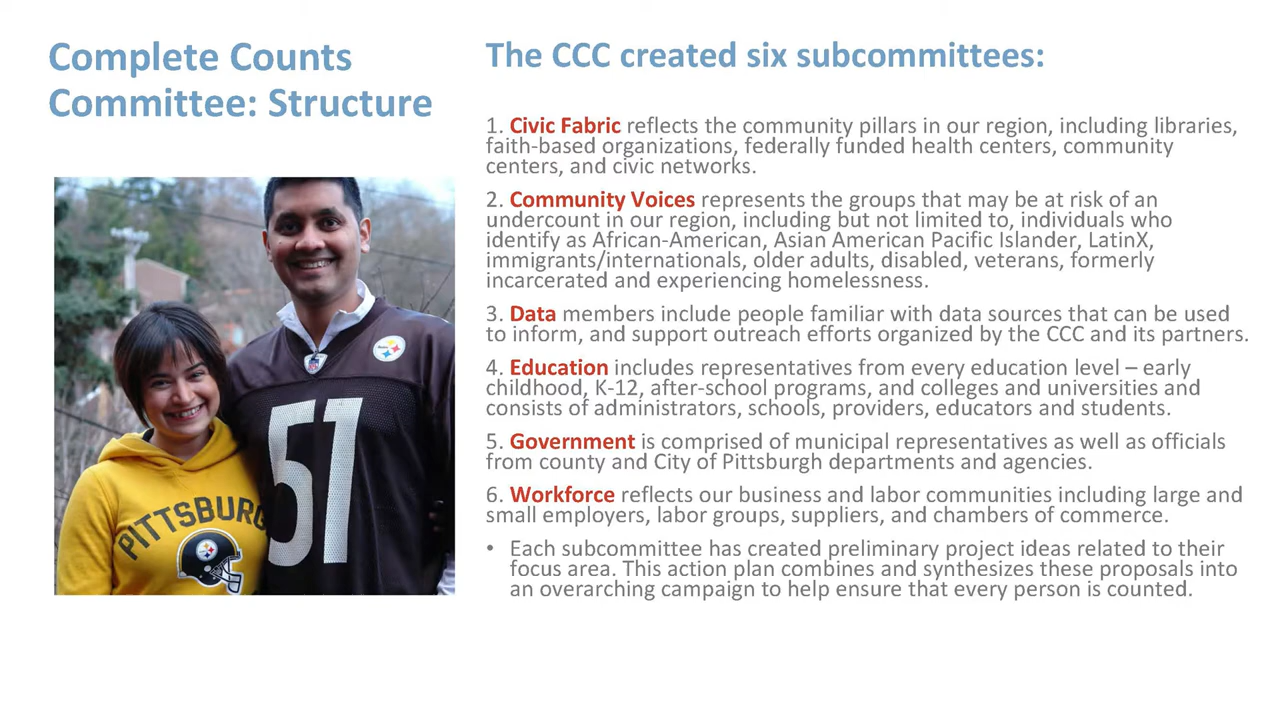 Complete Counts
Committee: Structure
The CCC created six subcommittees:
1. Civic Fabric reflects the community pillars in our region, including libraries,
faith-based organizations, federally funded health centers, community
centers, and civic networks.
2. Community Voices represents the groups that may be at risk of an
undercount in our region, including but not limited to, individuals who
identify as African-American, Asian American Pacific Islander, LatinX,
immigrants/internationals, older adults, disabled, veterans, formerly
incarcerated and experiencing homelessness.
3. Data members include people familiar with data sources that can be used
to inform, and support outreach efforts organized by the CCC and its partners.
4. Education includes representatives from every education level – early
childhood, K-12, after-school programs, and colleges and universities and
consists of administrators, schools, providers, educators and students.
5. Government is comprised of municipal representatives as well as officials
from county and City of Pittsburgh departments and agencies.
6. Workforce reflects our business and labor communities including large and
small employers, labor groups, suppliers, and chambers of commerce.
• Each subcommittee has created preliminary project ideas related to their
focus area. This action plan combines and synthesizes these proposals into
an overarching campaign to help ensure that every person is counted.
51
PITTSBURG